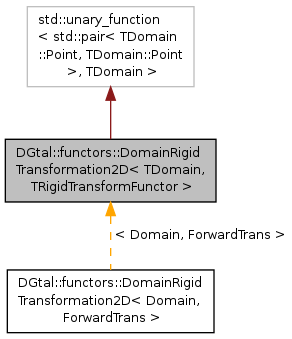 std::unary_function
< std::pair< TDomain
::Point, TDomain::Point
>, TDomain >
DGtal::functors::DomainRigid
Transformation2D< TDomain,
TRigidTransformFunctor >
< Domain, ForwardTrans >
DGtal::functors::DomainRigid
Transformation2D< Domain,
ForwardTrans >